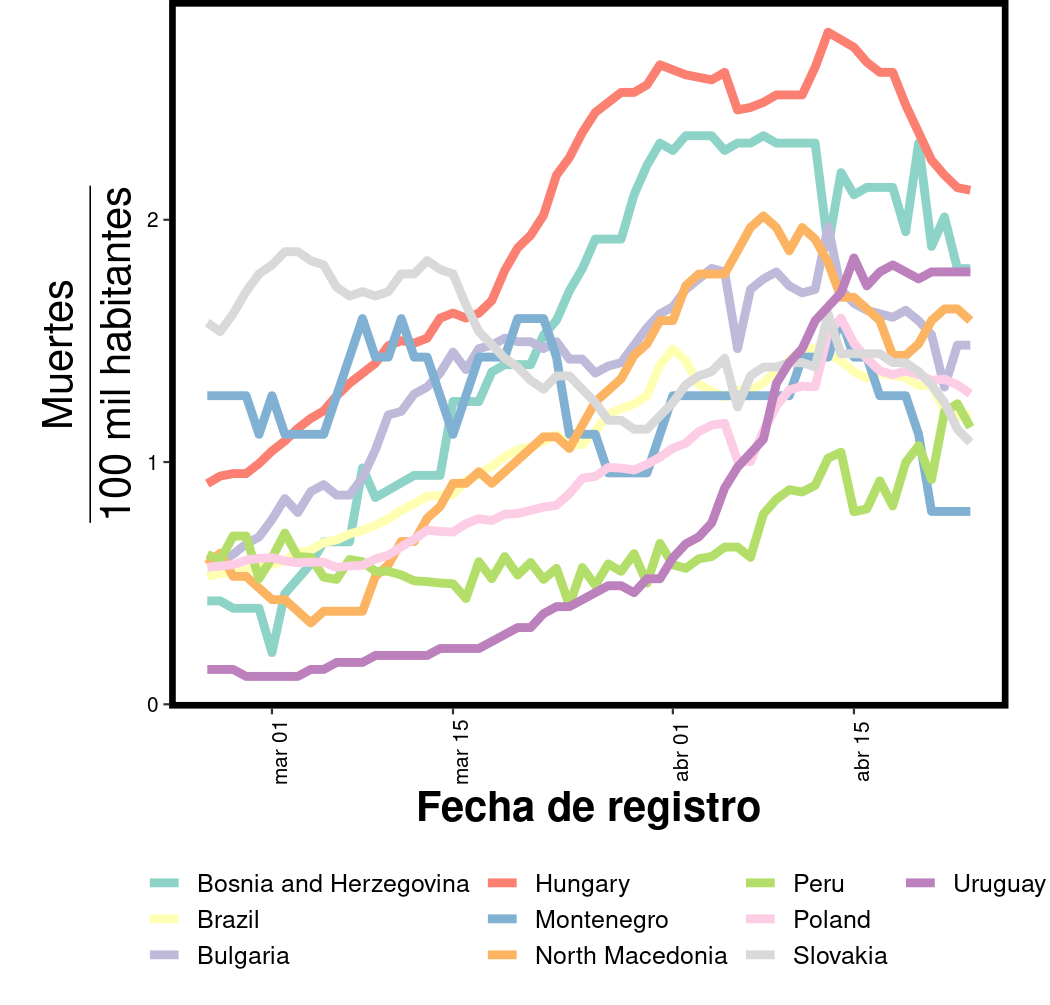 Muertes
100 mil habitantes
2
1
0
mar 01
mar 15
abr 01
abr 15
Fecha de registro
Bosnia and Herzegovina
Hungary
Peru
Uruguay
Brazil
Montenegro
Poland
Bulgaria
North Macedonia
Slovakia